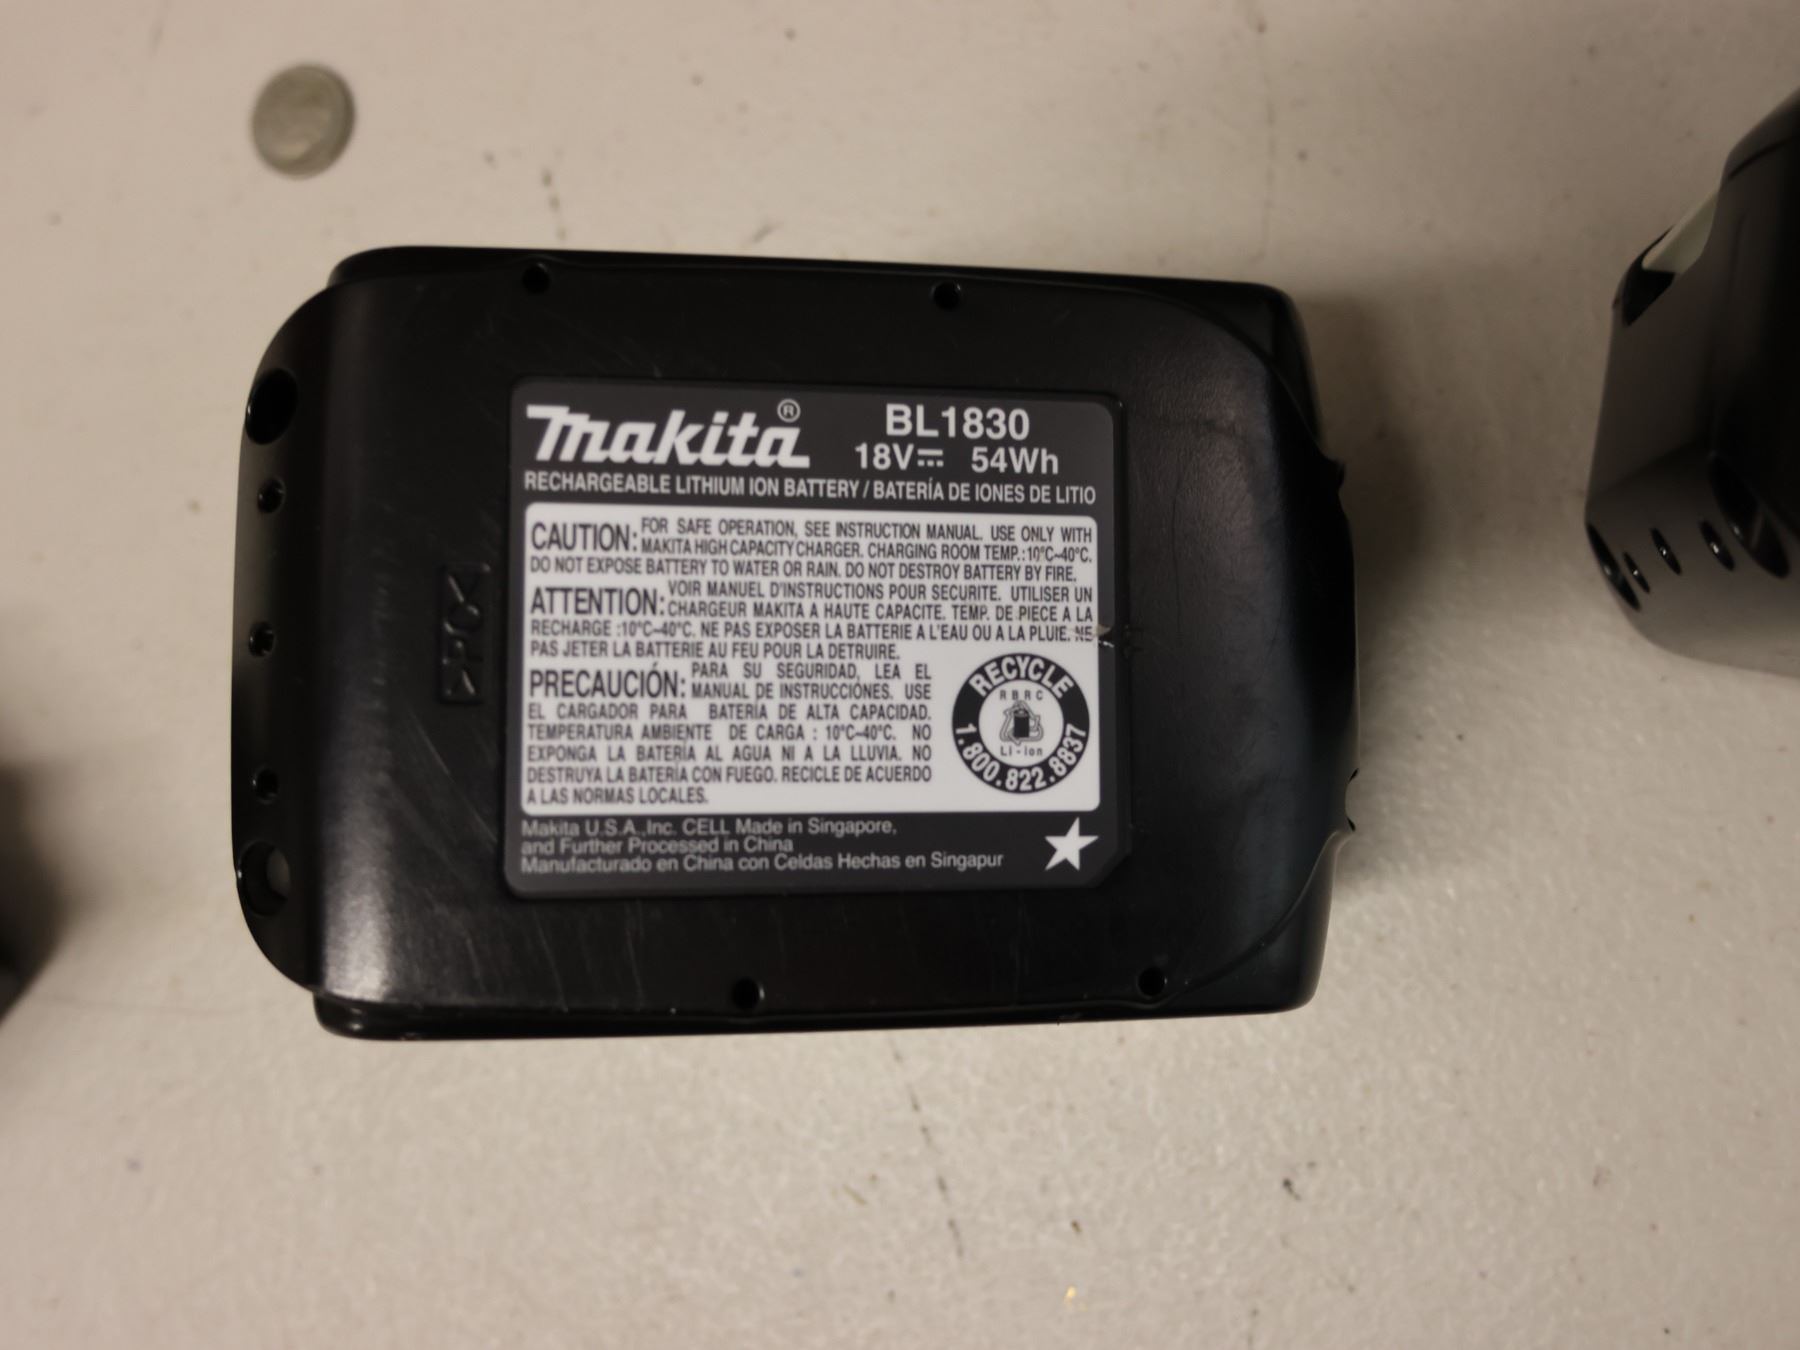 makita®
BL1830
18V⎓ 54Wh
RECHARGEABLE LITHIUM ION BATTERY / BATERÍA DE IONES DE LITIO
CAUTION: FOR SAFE OPERATION, SEE INSTRUCTION MANUAL. USE ONLY WITH
MAKITA HIGH CAPACITY CHARGER. CHARGING ROOM TEMP.:10°C~40°C.
DO NOT EXPOSE BATTERY TO WATER OR RAIN. DO NOT DESTROY BATTERY BY FIRE.
ATTENTION: VOIR MANUEL D'INSTRUCTIONS POUR SECURITE. UTILISER UN
CHARGEUR MAKITA A HAUTE CAPACITE. TEMP. DE PIECE A LA
RECHARGE :10°C~40°C. NE PAS EXPOSER LA BATTERIE A L'EAU OU A LA PLUIE. NE
PAS JETER LA BATTERIE AU FEU POUR LA DETRUIRE.
PRECAUCIÓN: PARA SU SEGURIDAD, LEA EL
MANUAL DE INSTRUCCIÓNES. USE
EL CARGADOR PARA BATERÍA DE ALTA CAPACIDAD.
TEMPERATURA AMBIENTE DE CARGA : 10°C~40°C. NO
EXPONGA LA BATERÍA AL AGUA NI A LA LLUVIA. NO
DESTRUYA LA BATERÍA CON FUEGO. RECICLE DE ACUERDO
A LAS NORMAS LOCALES.
RECYCLE
RBRC
Li-ion
1.800.822.8837
Makita U.S.A.,Inc. CELL Made in Singapore,
and Further Processed in China
Manufacturado en China con Celdas Hechas en Singapur
>PC<